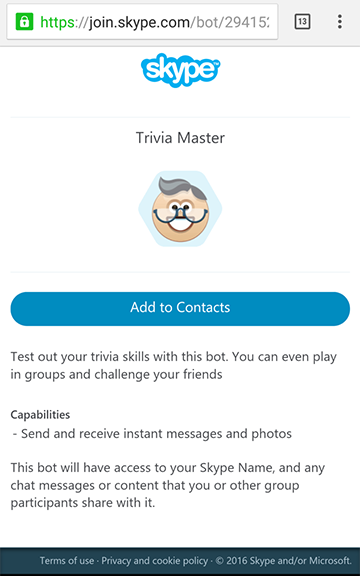 https://join.skype.com/bot/29415
13
skype™
Trivia Master
Add to Contacts
Test out your trivia skills with this bot. You can even play
in groups and challenge your friends
Capabilities
- Send and receive instant messages and photos
This bot will have access to your Skype Name, and any
chat messages or content that you or other group
participants share with it.
Terms of use · Privacy and cookie policy · © 2016 Skype and/or Microsoft.